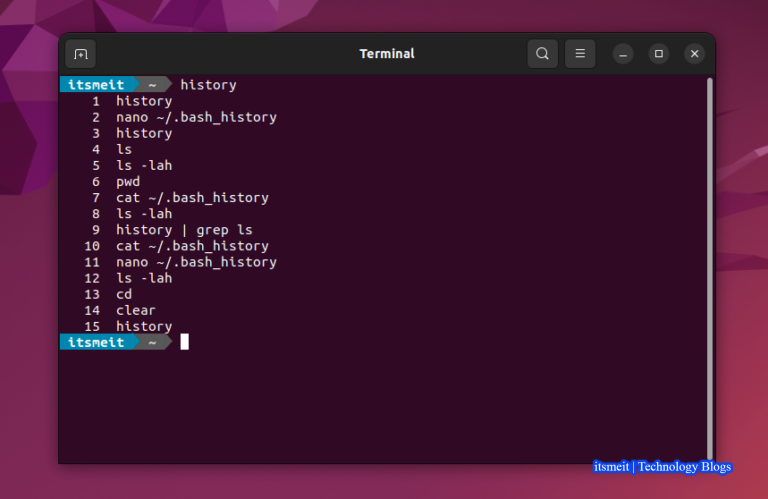 Terminal
itsmeit ~ history
1 history
2 nano ~/.bash_history
3 history
4 ls
5 ls -lah
6 pwd
7 cat ~/.bash_history
8 ls -lah
9 history | grep ls
10 cat ~/.bash_history
11 nano ~/.bash_history
12 ls -lah
13 cd
14 clear
15 history
itsmeit ~
itsmeit | Technology Blogs